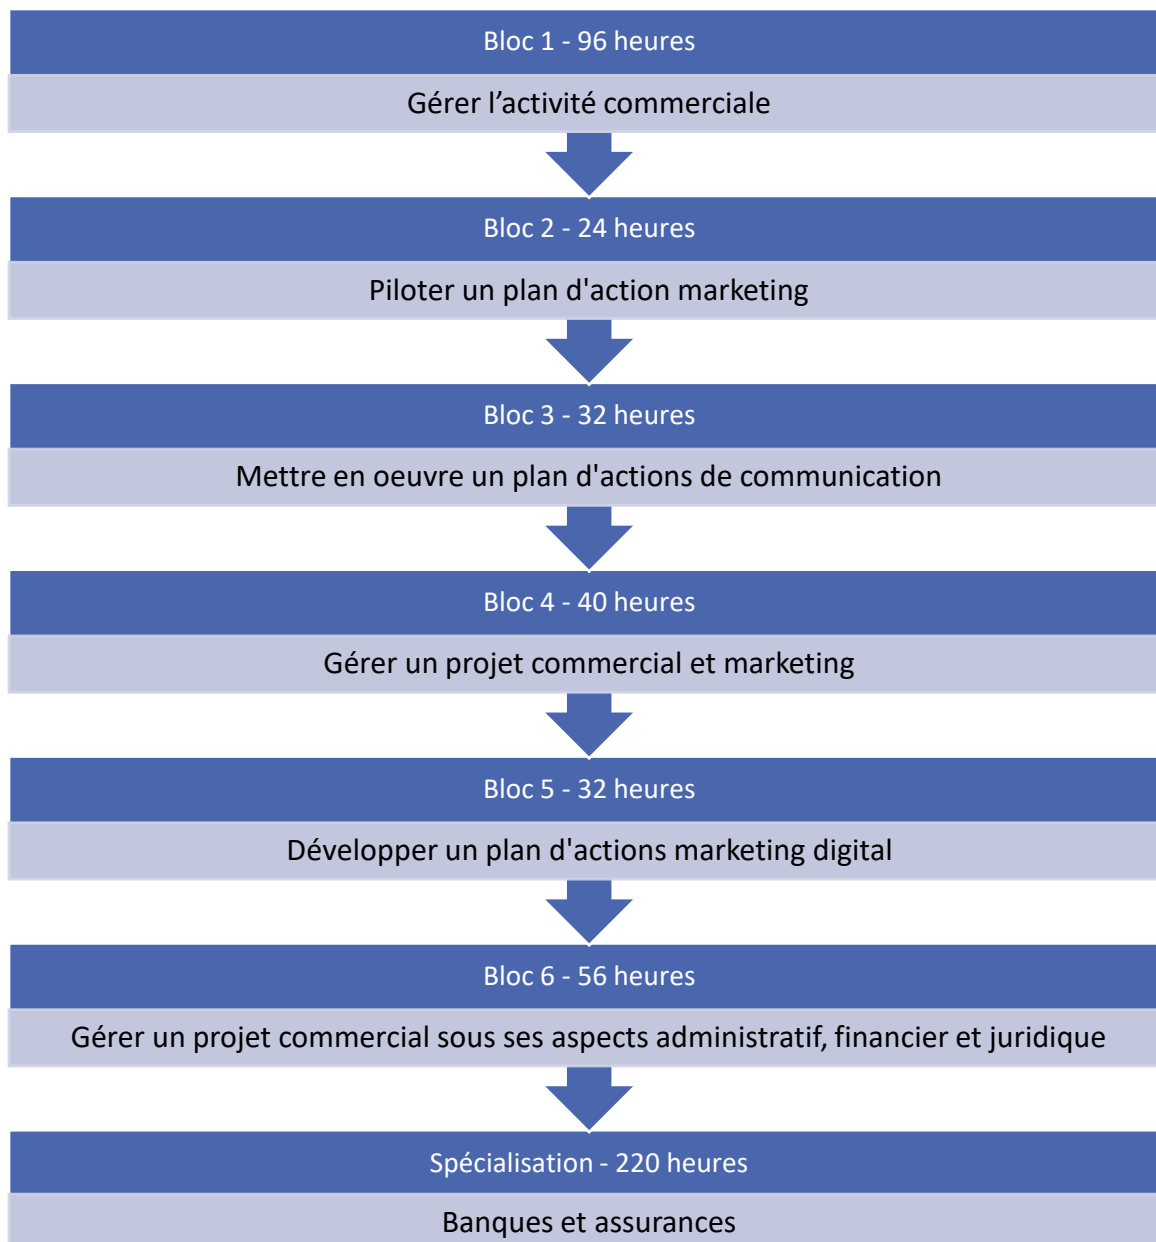 Bloc 1 - 96 heures
Gérer l’activité commerciale
Bloc 2 - 24 heures
Piloter un plan d'action marketing
Bloc 3 - 32 heures
Mettre en oeuvre un plan d'actions de communication
Bloc 4 - 40 heures
Gérer un projet commercial et marketing
Bloc 5 - 32 heures
Développer un plan d'actions marketing digital
Bloc 6 - 56 heures
Gérer un projet commercial sous ses aspects administratif, financier et juridique
Spécialisation - 220 heures
Banques et assurances